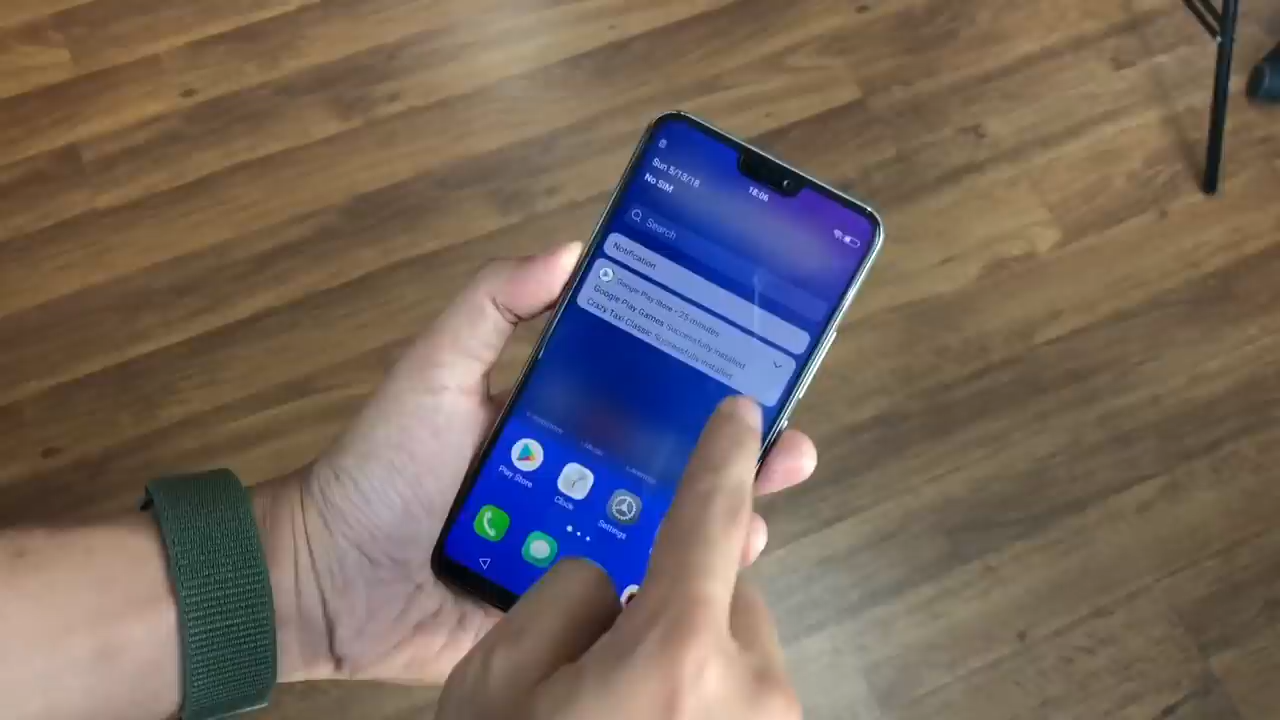 Sun 5/13/18
No SIM
18:06
Search
Notification
Google Play Store • 25 minutes
Google Play Games Successfully installed
Crazy Taxi Classic Successfully installed
Play Store
Clock
Settings